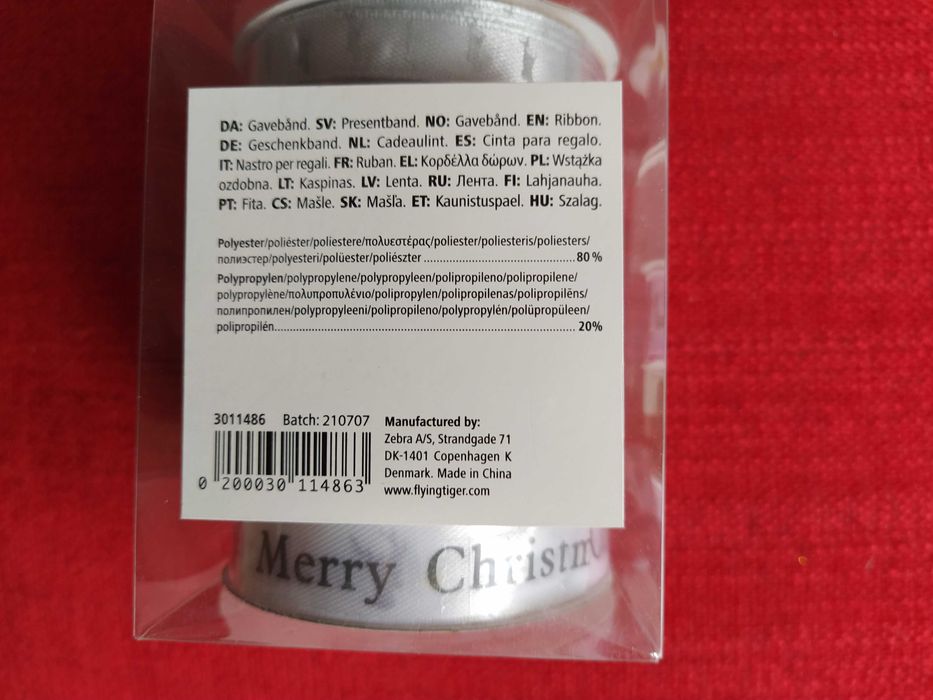 DA: Gavebånd. SV: Presentband. NO: Gavebånd. EN: Ribbon.
DE: Geschenkband. NL: Cadeaulint. ES: Cinta para regalo.
IT: Nastro per regali. FR: Ruban. EL: Κορδέλλα δώρων. PL: Wstążka
ozdobna. LT: Kaspinas. LV: Lenta. RU: Лента. FI: Lahjanauha.
PT: Fita. CS: Mašle. SK: Mašľa. ET: Kaunistuspael. HU: Szalag.
Polyester/poliéster/poliestere/πολυεστέρας/poliester/poliesteris/poliesters/
полиэстер/polyesteri/polüester/poliészter ........................................80 %
Polypropylen/polypropylene/polypropyleen/polipropileno/polipropilene/
polypropylène/πολυπροπυλένιο/polipropylen/polipropilenas/polipropilēns/
полипропилен/polypropyleeni/polipropileno/polypropylén/polüpropüleen/
polipropilén................................................................................ 20%
3011486 Batch: 210707
0 200030 114863
Manufactured by:
Zebra A/S, Strandgade 71
DK-1401 Copenhagen K
Denmark. Made in China
www.flyingtiger.com
Merry Christm